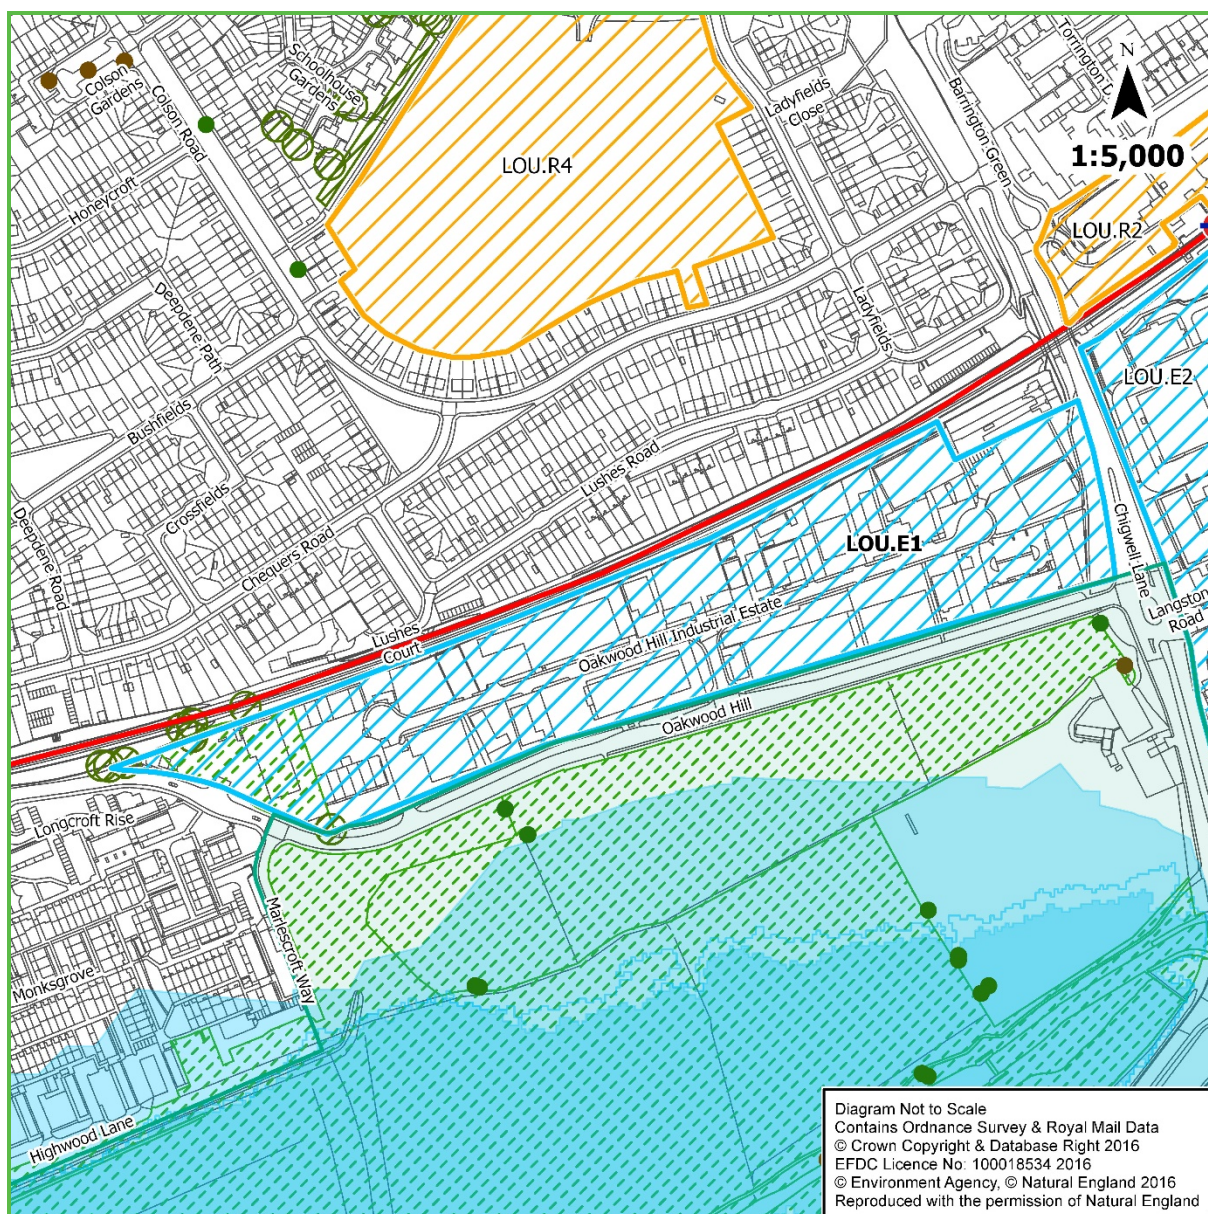 Colson
Gardens
Colson Road
Schoolhouse
Gardens
Honeycroft
Deepdene Path
Bushfields
Crossfields
Deepdene Road
Chequers Road
LOU.R4
Ladyfields
Close
Barrington Green
Torrington D
N
1:5,000
LOU.R2
Ladyfields
LOU.E2
Lushes Road
LOU.E1
Chigwell Lane
Langston
Road
Lushes
Court
Oakwood Hill Industrial Estate
Oakwood Hill
Longcroft Rise
Marlescroft Way
Monksgrove
Highwood Lane
Diagram Not to Scale
Contains Ordnance Survey & Royal Mail Data
© Crown Copyright & Database Right 2016
EFDC Licence No: 100018534 2016
© Environment Agency, © Natural England 2016
Reproduced with the permission of Natural England